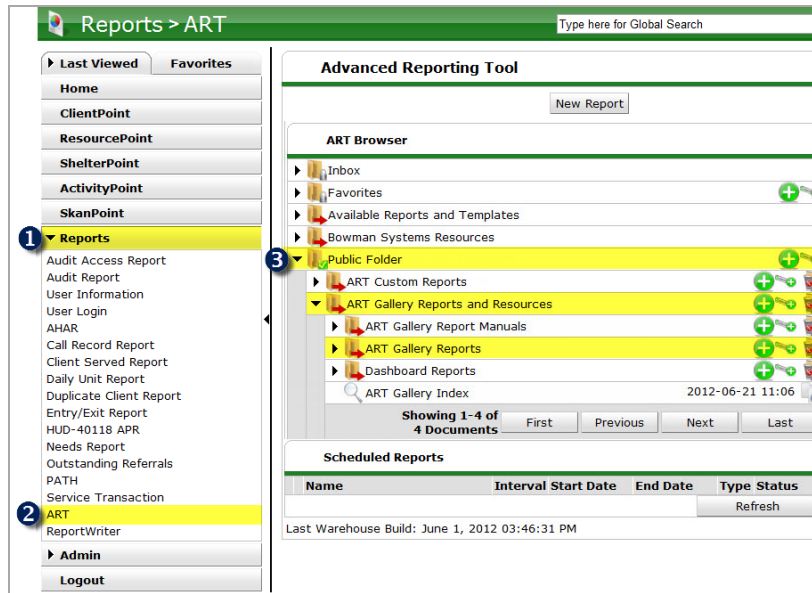 Reports > ART
Type here for Global Search
Last Viewed
Favorites
Home
ClientPoint
ResourcePoint
ShelterPoint
ActivityPoint
SkanPoint
1
Reports
Audit Access Report
Audit Report
User Information
User Login
AHAR
Call Record Report
Client Served Report
Daily Unit Report
Duplicate Client Report
Entry/Exit Report
HUD-40118 APR
Needs Report
Outstanding Referrals
PATH
Service Transaction
2
ART
ReportWriter
Admin
Logout
Advanced Reporting Tool
New Report
ART Browser
Inbox
Favorites
Available Reports and Templates
Bowman Systems Resources
3
Public Folder
ART Custom Reports
ART Gallery Reports and Resources
ART Gallery Report Manuals
ART Gallery Reports
Dashboard Reports
ART Gallery Index 2012-06-21 11:06
Showing 1-4 of
4 Documents
First Previous Next Last
Scheduled Reports
Name Interval Start Date End Date Type Status
Refresh
Last Warehouse Build: June 1, 2012 03:46:31 PM